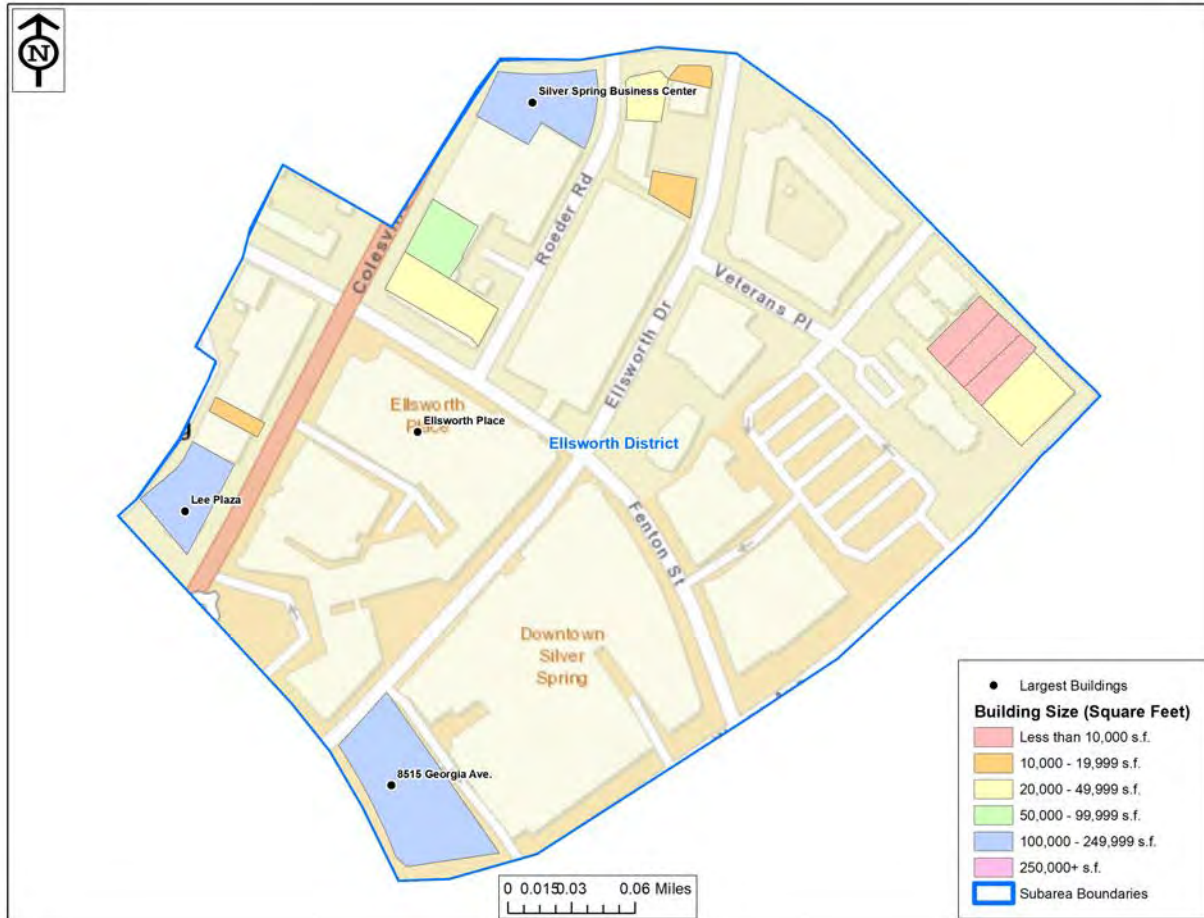 N
Silver Spring Business Center
Roeder Rd
Ellsworth Dr
Veterans Pl
Ellsworth
Ellsworth Place
Ellsworth District
Lee Plaza
Fenton St
Downtown
Silver
Spring
8515 Georgia Ave.
Largest Buildings
Building Size (Square Feet)
Less than 10,000 s.f.
10,000 - 19,999 s.f.
20,000 - 49,999 s.f.
50,000 - 99,999 s.f.
100,000 - 249,999 s.f.
250,000+ s.f.
Subarea Boundaries
0 0.015 0.03 0.06 Miles